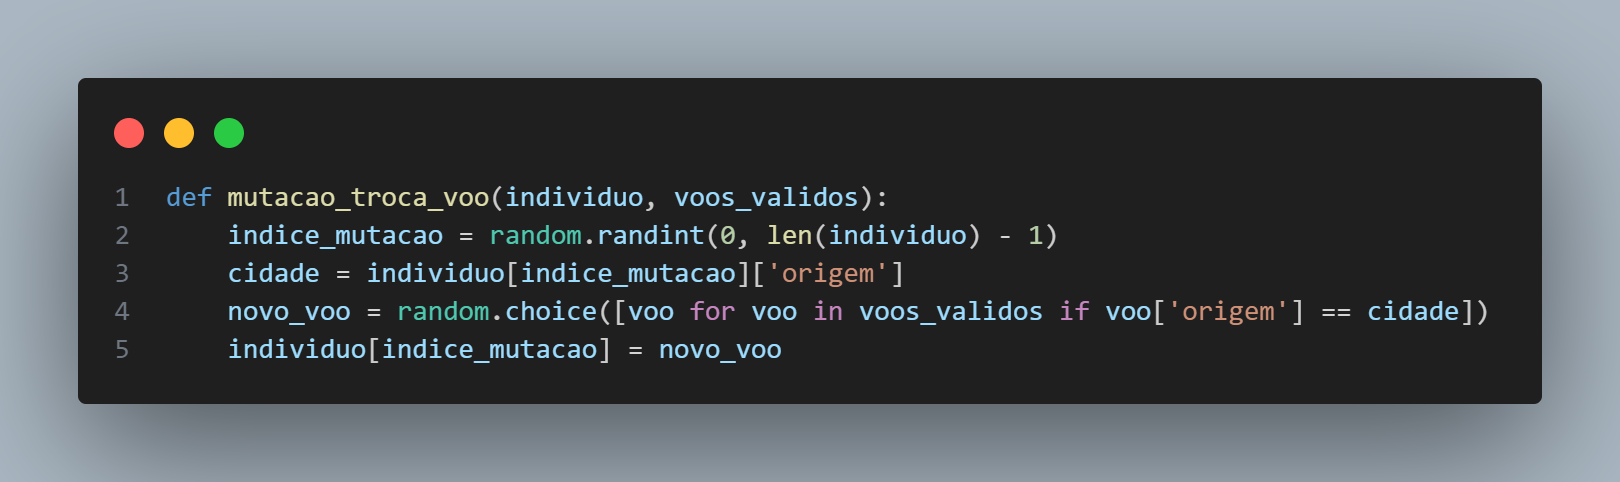 1 def mutacao_troca_voo(individuo, voos_validos):
2     indice_mutacao = random.randint(0, len(individuo) - 1)
3     cidade = individuo[indice_mutacao]['origem']
4     novo_voo = random.choice([voo for voo in voos_validos if voo['origem'] == cidade])
5     individuo[indice_mutacao] = novo_voo